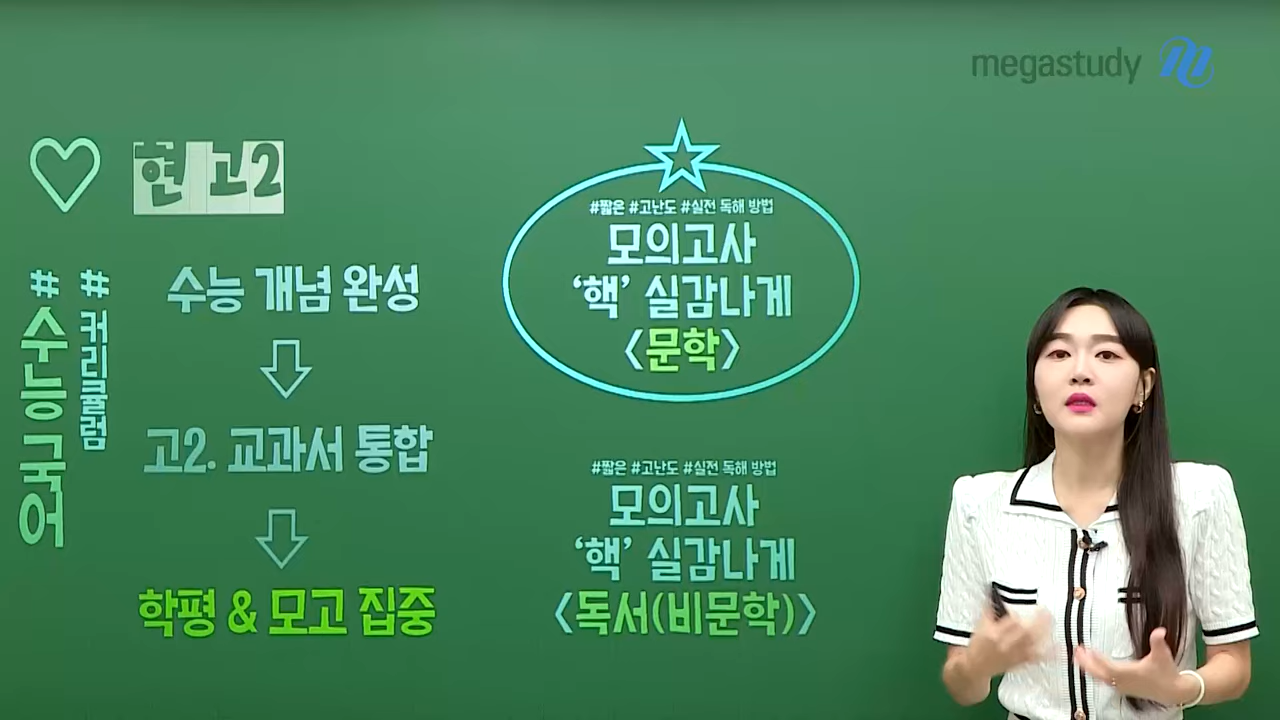 megastudy
현 고2
#수능국어
#커리큘럼
수능 개념 완성
고2. 교과서 통합
학평 & 모고 집중
#짧은 #고난도 #실전 독해 방법
모의고사
‘핵’ 실감나게
<문학>
#짧은 #고난도 #실전 독해 방법
모의고사
‘핵’ 실감나게
<독서(비문학)>